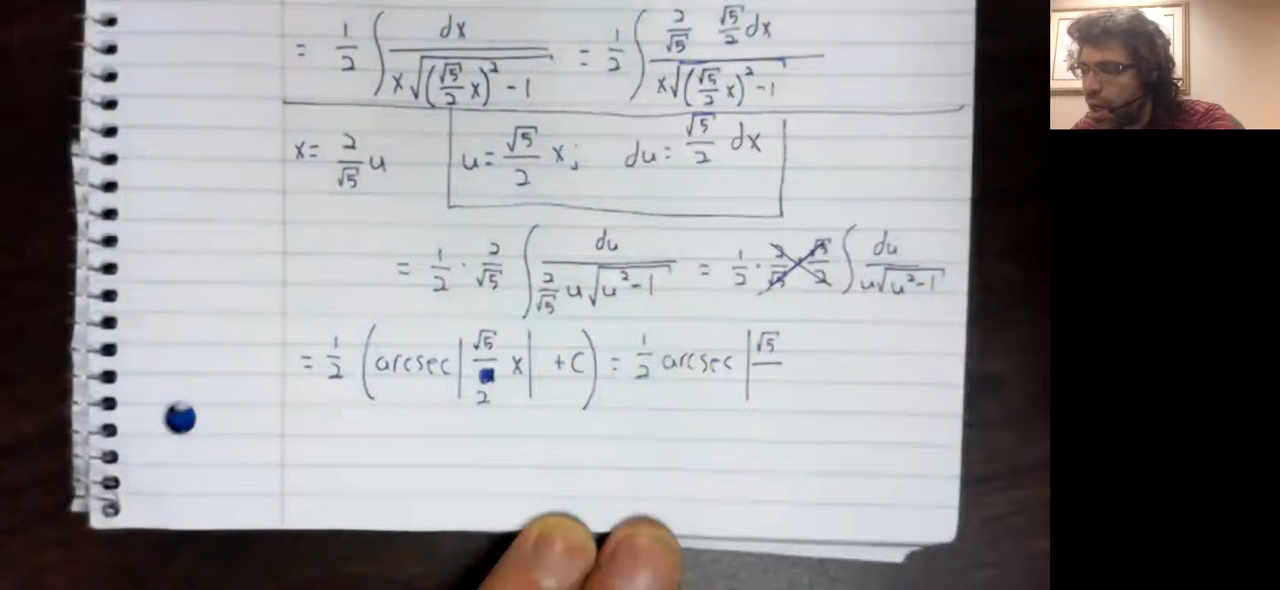 = 1/2 ∫ dx / (x√((√5/2 x)² - 1)) = 1/2 ∫ (2/√5 √5/2 dx) / (x√((√5/2 x)² - 1))
x = 2/√5 u    u = √5/2 x;    du = √5/2 dx
= 1/2 · 2/√5 ∫ du / (2/√5 u√(u² - 1)) = 1/2 · 2/√5 · √5/2 ∫ du / (u√(u² - 1))
= 1/2 (arcsec |√5/2 x| + C) = 1/2 arcsec |√5/